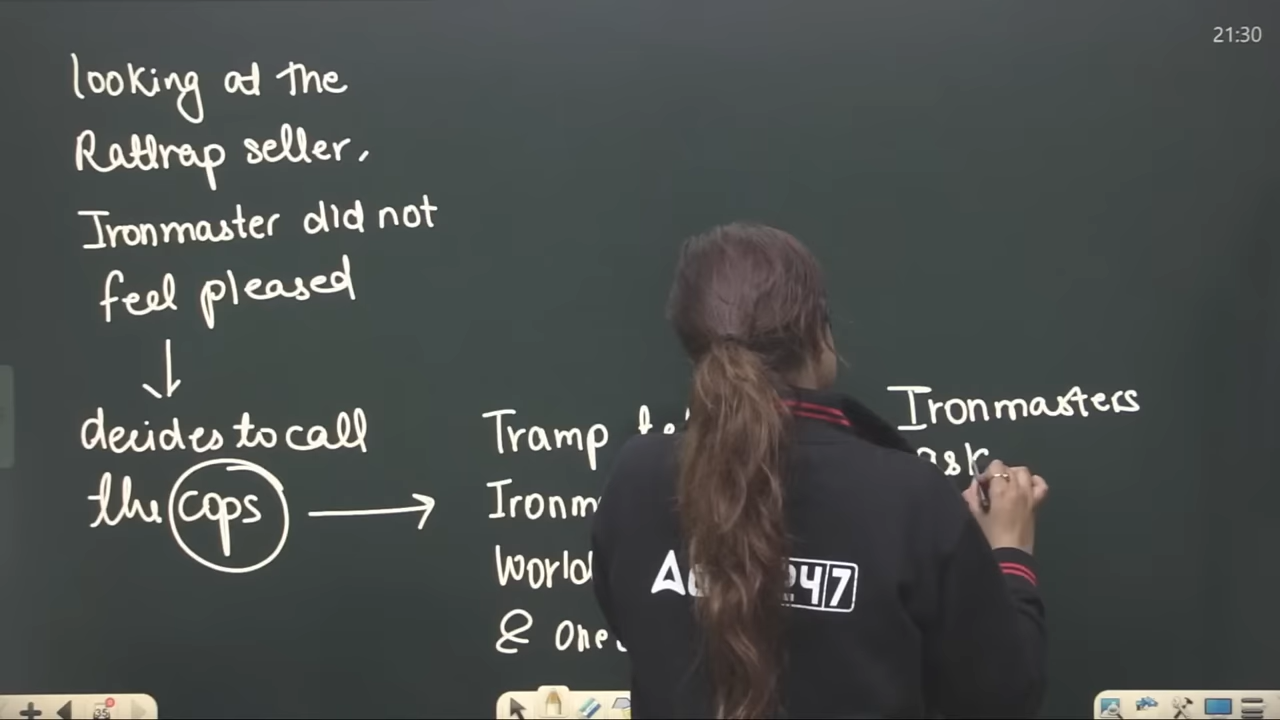 21:30
looking at the
Rattrap seller,
Ironmaster did not
feel pleased
decides to call
the cops
Tramp
Ironm
World
& One
Ironmasters
ask
247
35